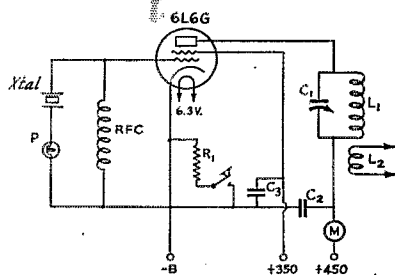 6L6G
Xtal
P
RFC
6.3V.
R1
C3
C2
C1
L1
L2
M
-B
+350
+450